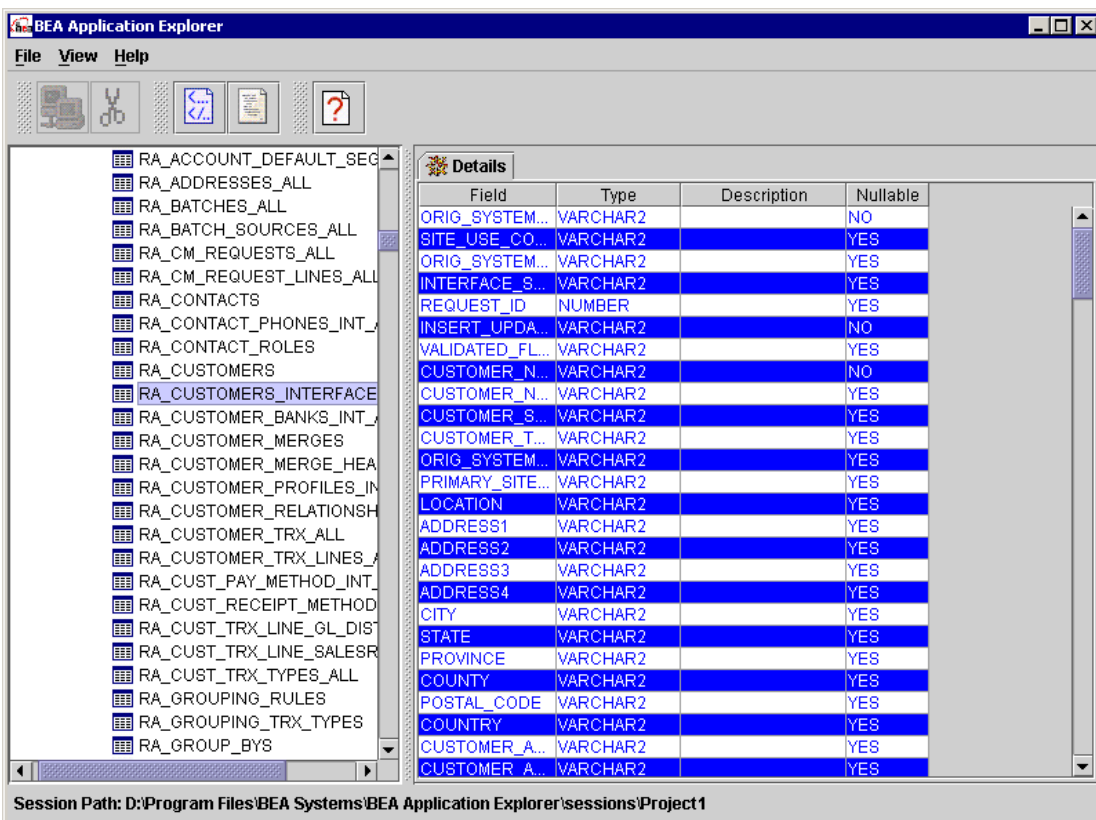 BEA Application Explorer
File View Help
RA_ACCOUNT_DEFAULT_SEG
RA_ADDRESSES_ALL
RA_BATCHES_ALL
RA_BATCH_SOURCES_ALL
RA_CM_REQUESTS_ALL
RA_CM_REQUEST_LINES_ALL
RA_CONTACTS
RA_CONTACT_PHONES_INT_
RA_CONTACT_ROLES
RA_CUSTOMERS
RA_CUSTOMERS_INTERFACE
RA_CUSTOMER_BANKS_INT_
RA_CUSTOMER_MERGES
RA_CUSTOMER_MERGE_HEA
RA_CUSTOMER_PROFILES_IN
RA_CUSTOMER_RELATIONSH
RA_CUSTOMER_TRX_ALL
RA_CUSTOMER_TRX_LINES_
RA_CUST_PAY_METHOD_INT_
RA_CUST_RECEIPT_METHOD
RA_CUST_TRX_LINE_GL_DIST
RA_CUST_TRX_LINE_SALESR
RA_CUST_TRX_TYPES_ALL
RA_GROUPING_RULES
RA_GROUPING_TRX_TYPES
RA_GROUP_BYS
Details
Field Type Description Nullable
ORIG_SYSTEM... VARCHAR2 NO
SITE_USE_CO... VARCHAR2 YES
ORIG_SYSTEM... VARCHAR2 YES
INTERFACE_S... VARCHAR2 YES
REQUEST_ID NUMBER YES
INSERT_UPDA... VARCHAR2 NO
VALIDATED_FL... VARCHAR2 YES
CUSTOMER_N... VARCHAR2 NO
CUSTOMER_N... VARCHAR2 YES
CUSTOMER_S... VARCHAR2 YES
CUSTOMER_T... VARCHAR2 YES
ORIG_SYSTEM... VARCHAR2 YES
PRIMARY_SITE... VARCHAR2 YES
LOCATION VARCHAR2 YES
ADDRESS1 VARCHAR2 YES
ADDRESS2 VARCHAR2 YES
ADDRESS3 VARCHAR2 YES
ADDRESS4 VARCHAR2 YES
CITY VARCHAR2 YES
STATE VARCHAR2 YES
PROVINCE VARCHAR2 YES
COUNTY VARCHAR2 YES
POSTAL_CODE VARCHAR2 YES
COUNTRY VARCHAR2 YES
CUSTOMER_A... VARCHAR2 YES
CUSTOMER_A... VARCHAR2 YES
Session Path: D:\Program Files\BEA Systems\BEA Application Explorer\sessions\Project1